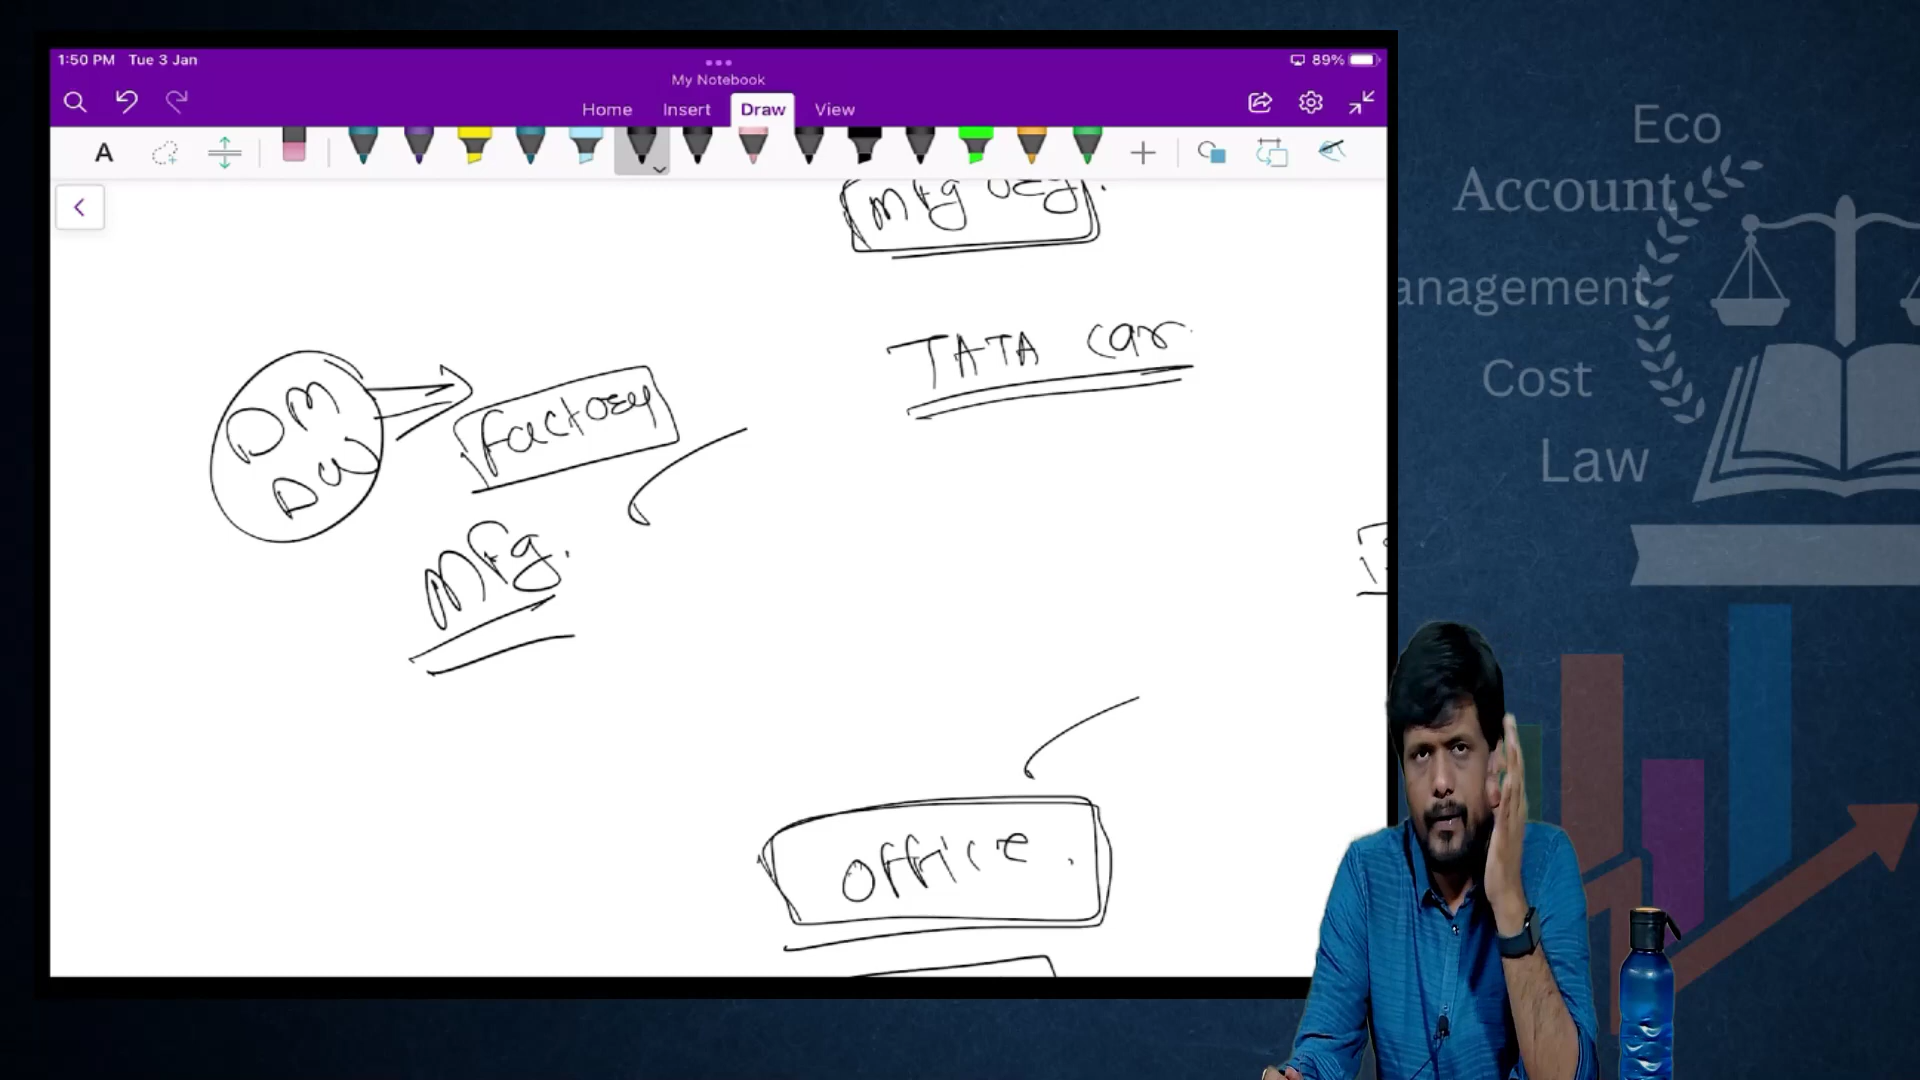 1:50 PM Tue 3 Jan
89%
My Notebook
Home Insert Draw View
A
Mfg Org.
TATA car.
DM
DW
Factory
Mfg.
office.
Eco
Account
anagement
Cost
Law